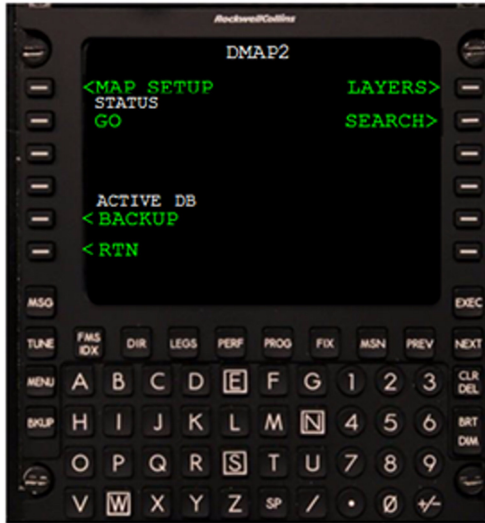 RockwellCollins
DMAP2
<MAP SETUP LAYERS>
STATUS
GO SEARCH>
ACTIVE DB
<BACKUP
<RTN
MSG EXEC
TUNE FMS IDX DIR LEGS PERF PROG FIX MSN PREV NEXT
MENU A B C D E F G 1 2 3 CLR DEL
BKUP H I J K L M N 4 5 6 BRT DIM
O P Q R S T U 7 8 9
V W X Y Z SP / . Ø +/-